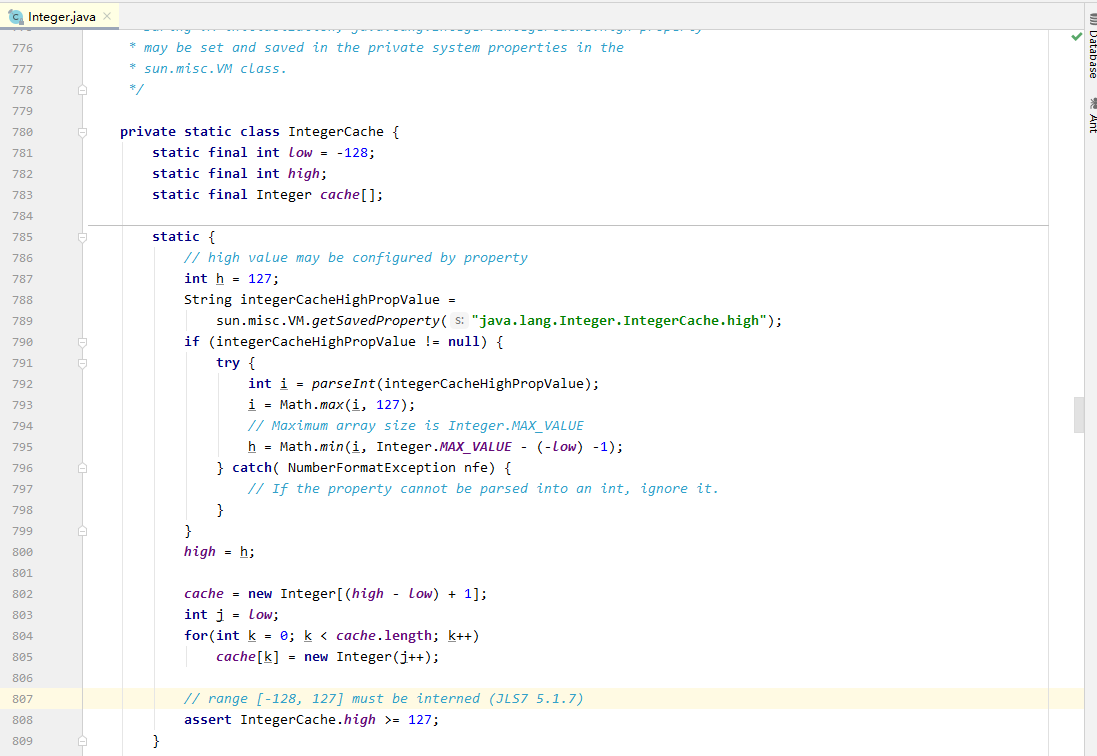 Integer.java
776 * may be set and saved in the private system properties in the
777 * sun.misc.VM class.
778 */
779
780 private static class IntegerCache {
781 static final int low = -128;
782 static final int high;
783 static final Integer cache[];
784
785 static {
786 // high value may be configured by property
787 int h = 127;
788 String integerCacheHighPropValue =
789 sun.misc.VM.getSavedProperty( s: "java.lang.Integer.IntegerCache.high");
790 if (integerCacheHighPropValue != null) {
791 try {
792 int i = parseInt(integerCacheHighPropValue);
793 i = Math.max(i, 127);
794 // Maximum array size is Integer.MAX_VALUE
795 h = Math.min(i, Integer.MAX_VALUE - (-low) -1);
796 } catch( NumberFormatException nfe) {
797 // If the property cannot be parsed into an int, ignore it.
798 }
799 }
800 high = h;
801
802 cache = new Integer[(high - low) + 1];
803 int j = low;
804 for(int k = 0; k < cache.length; k++)
805 cache[k] = new Integer(j++);
806
807 // range [-128, 127] must be interned (JLS7 5.1.7)
808 assert IntegerCache.high >= 127;
809 }
Database
Ant